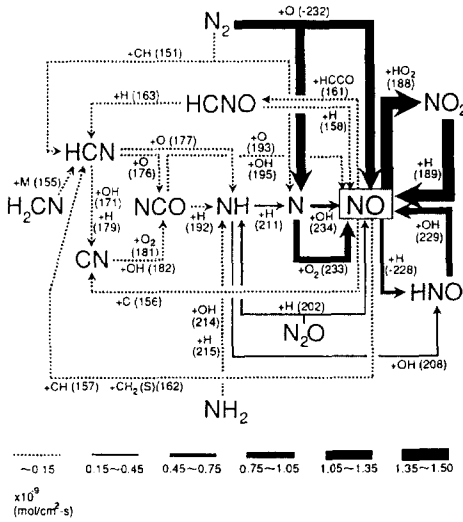 N2
+O (-232)
+CH (151)
+HCCO
(161)
+HO2
(188)
+H (163)
HCNO
+H
(158)
NO2
+O (177)
+O
(193)
+OH
(195)
HCN
+O
(176)
+H
(189)
+M (155)
+OH
(171)
+H
(179)
H2CN
NCO
+H
(192)
NH
+H
(211)
N
+OH
(234)
NO
+OH
(229)
+O2
(181)
CN
+OH (182)
+O2 (233)
+H
(-228)
HNO
+C (156)
+H (202)
+OH
(214)
N2O
+H
(215)
+OH (208)
+CH (157) +CH2(S)(162)
NH2
~0.15
0.15~0.45
0.45~0.75
0.75~1.05
1.05~1.35
1.35~1.50
x10-9
(mol/cm2·s)